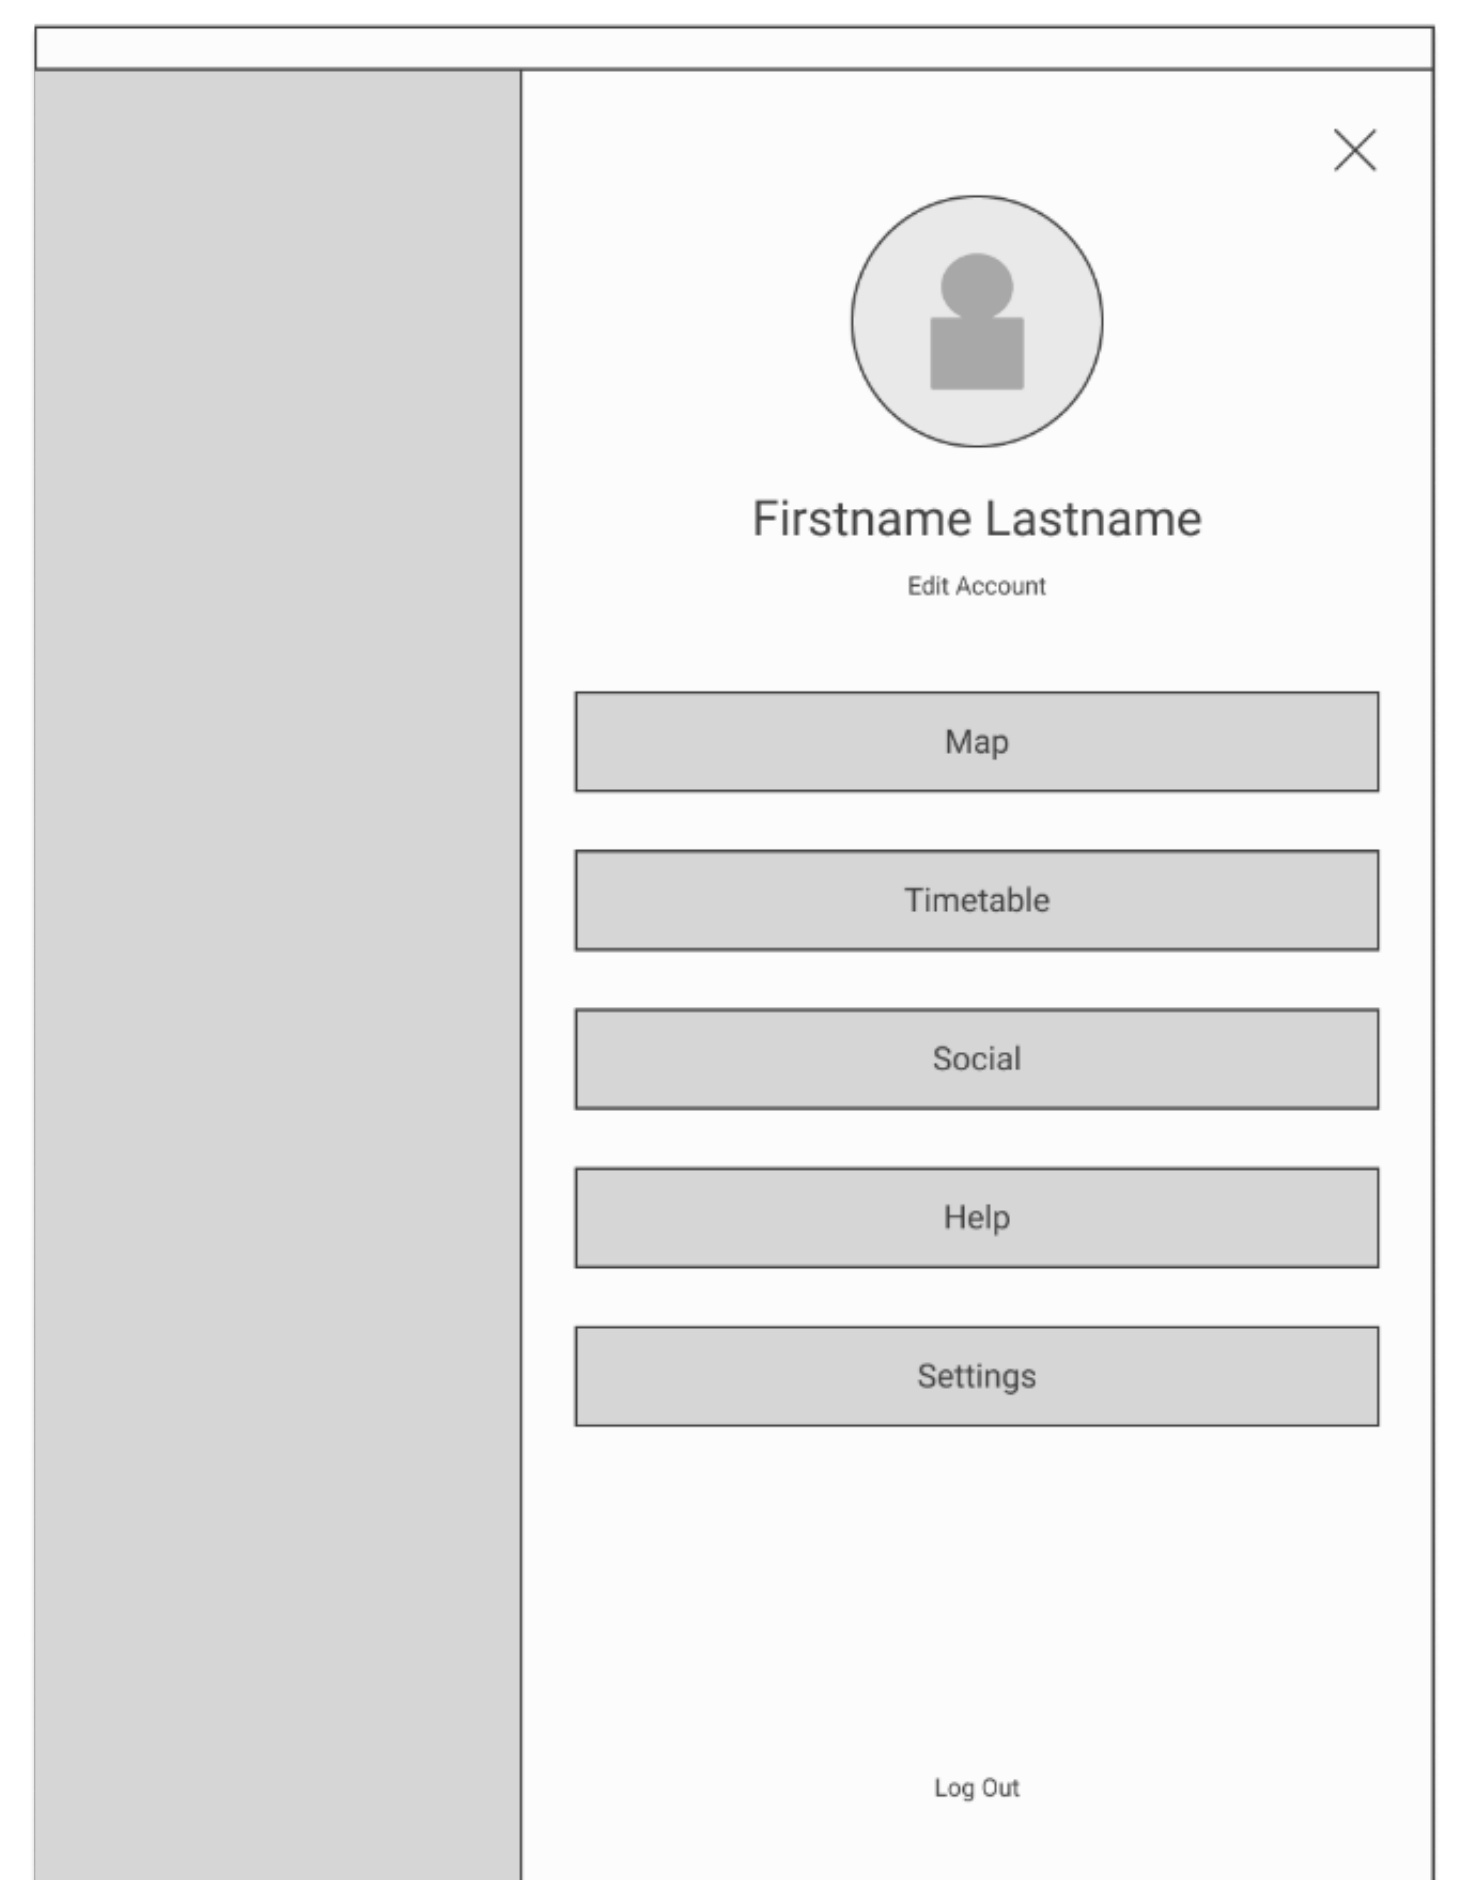 Firstname Lastname
Edit Account
Map
Timetable
Social
Help
Settings
Log Out